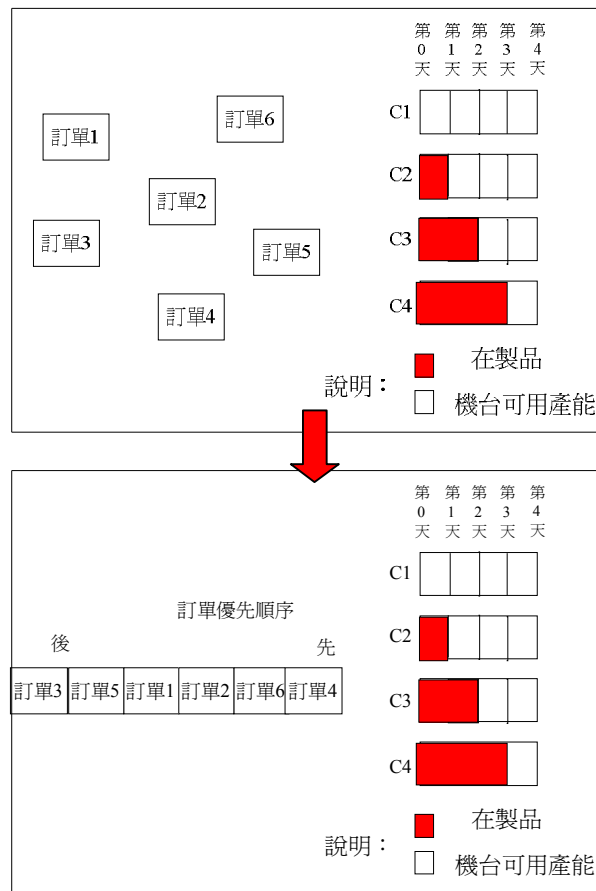 第0天 第1天 第2天 第3天 第4天
訂單6
訂單1
訂單2
訂單3
訂單5
訂單4
C1
C2
C3
C4
說明：
在製品
機台可用產能
第0天 第1天 第2天 第3天 第4天
C1
C2
C3
C4
訂單優先順序
後 先
訂單3 訂單5 訂單1 訂單2 訂單6 訂單4
說明：
在製品
機台可用產能